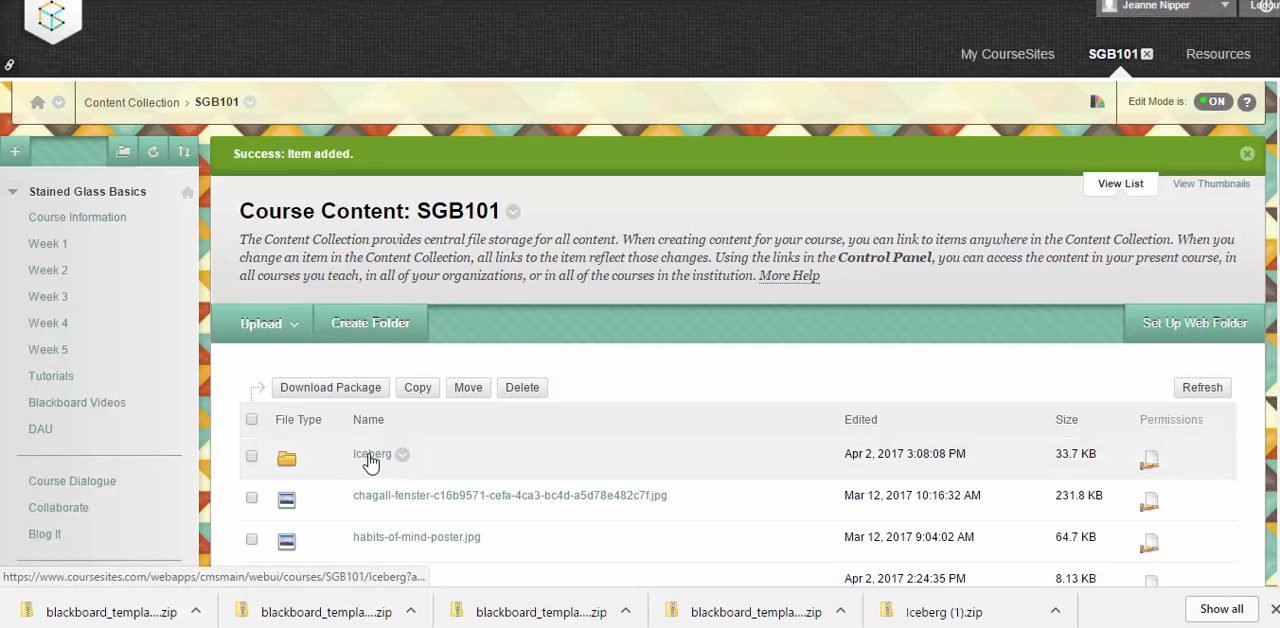 Jeanne Nipper
My CourseSites
SGB101
Resources
Content Collection > SGB101
Edit Mode is: ON ?
Success: Item added.
View List
View Thumbnails
Stained Glass Basics
Course Information
Week 1
Week 2
Week 3
Week 4
Week 5
Tutorials
Blackboard Videos
DAU
Course Dialogue
Collaborate
Blog It
Course Content: SGB101
The Content Collection provides central file storage for all content. When creating content for your course, you can link to items anywhere in the Content Collection. When you
change an item in the Content Collection, all links to the item reflect those changes. Using the links in the Control Panel, you can access the content in your present course, in
all courses you teach, in all of your organizations, or in all of the courses in the institution. More Help
Upload
Create Folder
Set Up Web Folder
Download Package
Copy
Move
Delete
Refresh
File Type
Name
Edited
Size
Permissions
Iceberg
Apr 2, 2017 3:08:08 PM
33.7 KB
chagall-fenster-c16b9571-cefa-4ca3-bc4d-a5d78e482c7f.jpg
Mar 12, 2017 10:16:32 AM
231.8 KB
habits-of-mind-poster.jpg
Mar 12, 2017 9:04:02 AM
64.7 KB
Apr 2, 2017 2:24:35 PM
8.13 KB
https://www.coursesites.com/webapps/cmsmain/webui/courses/SGB101/Iceberg?a...
blackboard_templa....zip
blackboard_templa....zip
blackboard_templa....zip
blackboard_templa....zip
Iceberg (1).zip
Show all